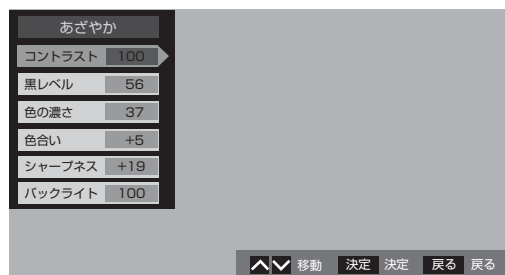 あざやか
コントラスト 100
黒レベル 56
色の濃さ 37
色合い +5
シャープネス +19
バックライト 100
移動 決定 決定 戻る 戻る